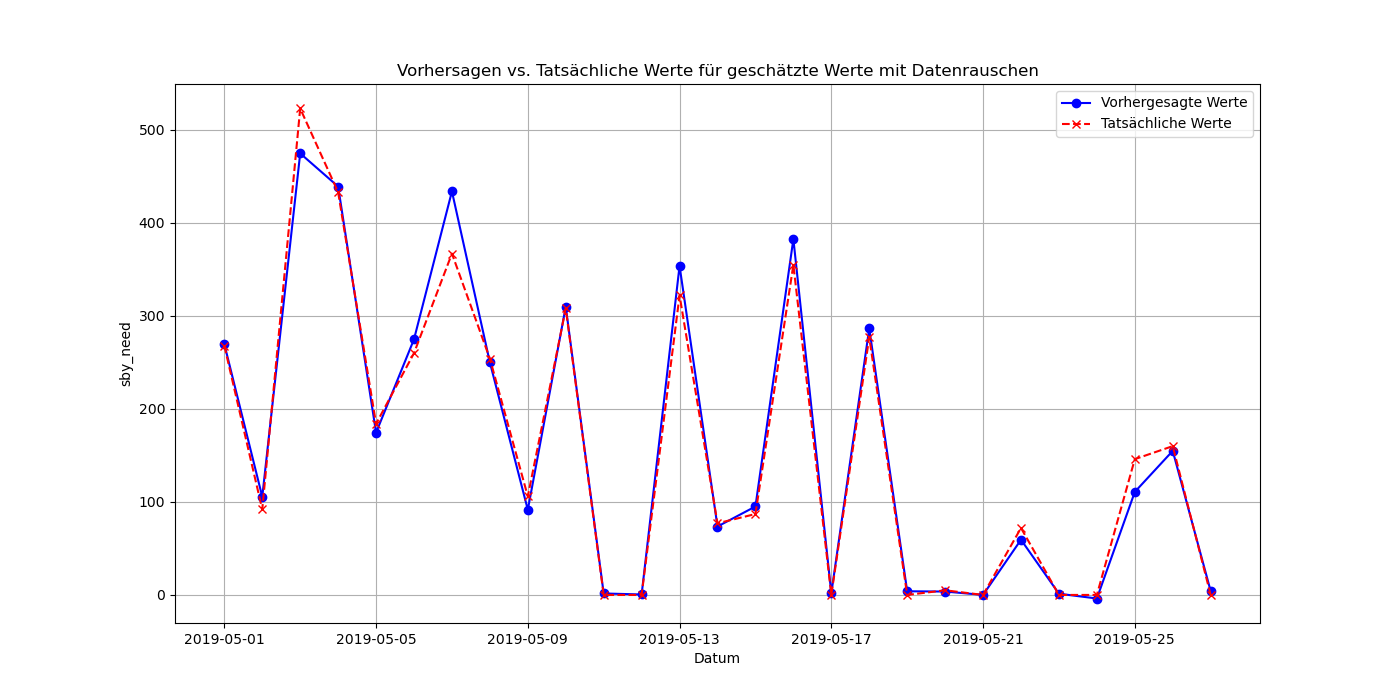 Vorhersagen vs. Tatsächliche Werte für geschätzte Werte mit Datenrauschen
Vorhergesagte Werte
Tatsächliche Werte
500
400
300
200
100
0
sby_need
2019-05-01 2019-05-05 2019-05-09 2019-05-13 2019-05-17 2019-05-21 2019-05-25
Datum